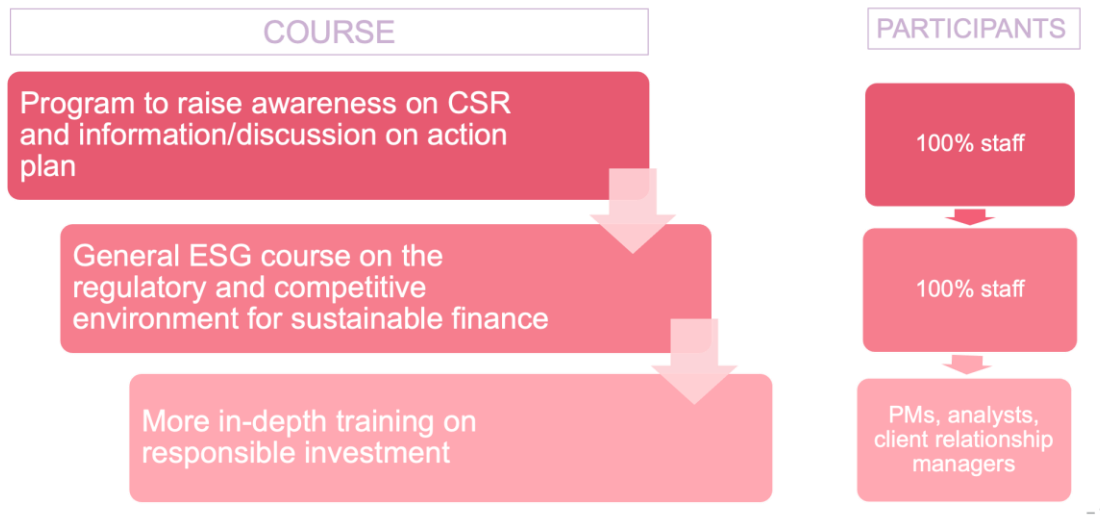 COURSE
PARTICIPANTS
Program to raise awareness on CSR
and information/discussion on action
plan
100% staff
General ESG course on the
regulatory and competitive
environment for sustainable finance
100% staff
More in-depth training on
responsible investment
PMs, analysts,
client relationship
managers